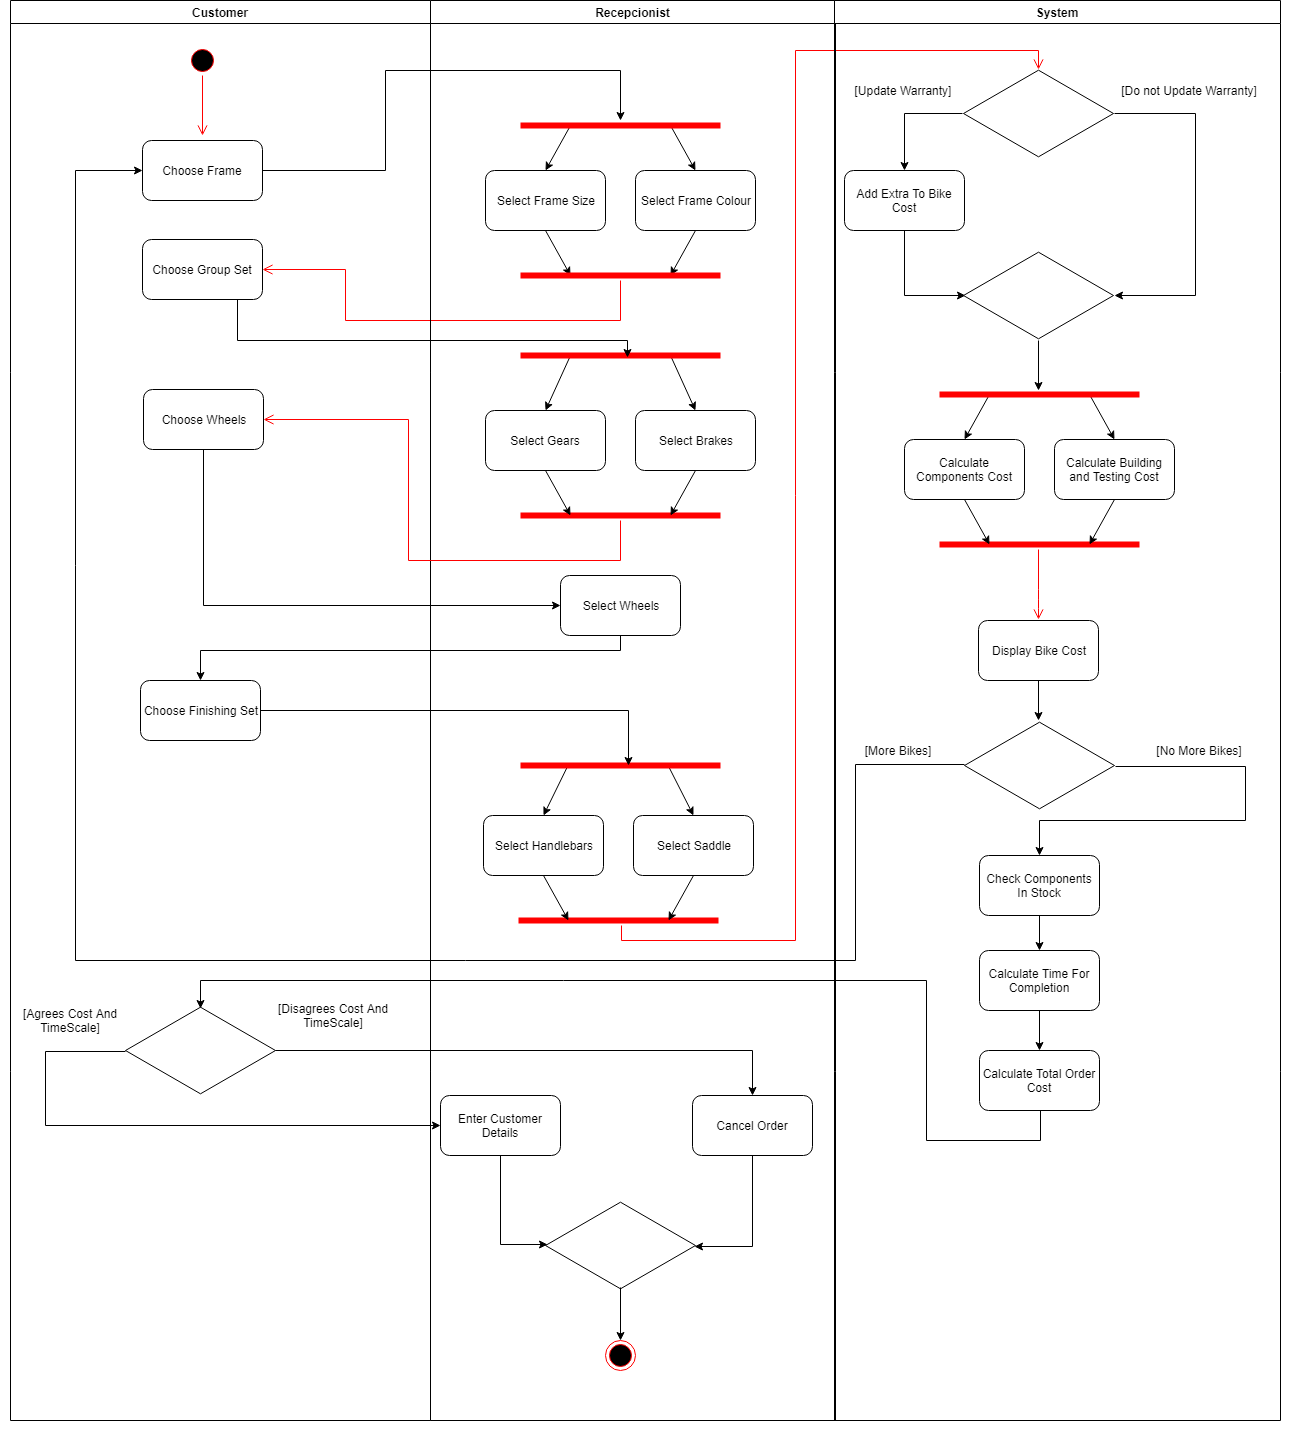 Customer
Recepcionist
System
[Update Warranty]
[Do not Update Warranty]
Choose Frame
Select Frame Size
Select Frame Colour
Add Extra To Bike
Cost
Choose Group Set
Choose Wheels
Select Gears
Select Brakes
Calculate
Components Cost
Calculate Building
and Testing Cost
Select Wheels
Display Bike Cost
Choose Finishing Set
[More Bikes]
[No More Bikes]
Select Handlebars
Select Saddle
Check Components
In Stock
Calculate Time For
Completion
[Agrees Cost And
TimeScale]
[Disagrees Cost And
TimeScale]
Calculate Total Order
Cost
Enter Customer
Details
Cancel Order